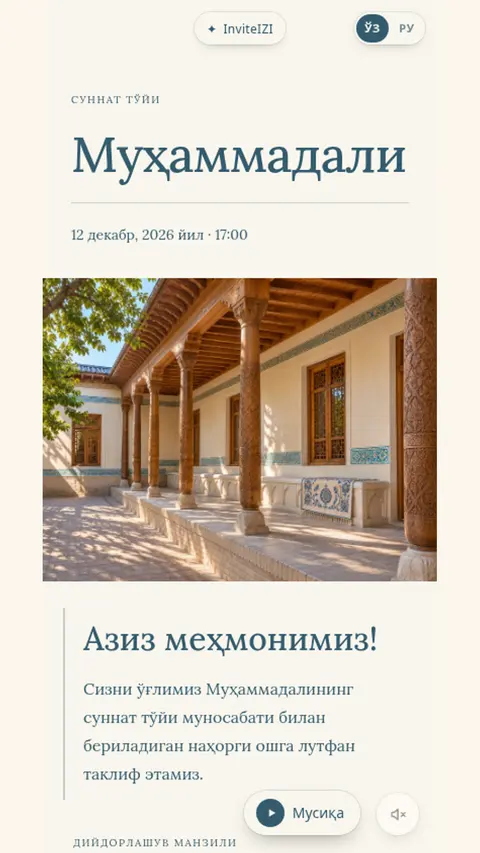 InviteIZI
ЎЗ РУ
СУННАТ ТЎЙИ
Муҳаммадали
12 декабр, 2026 йил · 17:00
Азиз меҳмонимиз!
Сизни ўғлимиз Муҳаммадалининг
суннат тўйи муносабати билан
бериладиган наҳорги ошга лутфан
таклиф этамиз.
Мусиқа
ДИЙДОРЛАШУВ МАНЗИЛИ